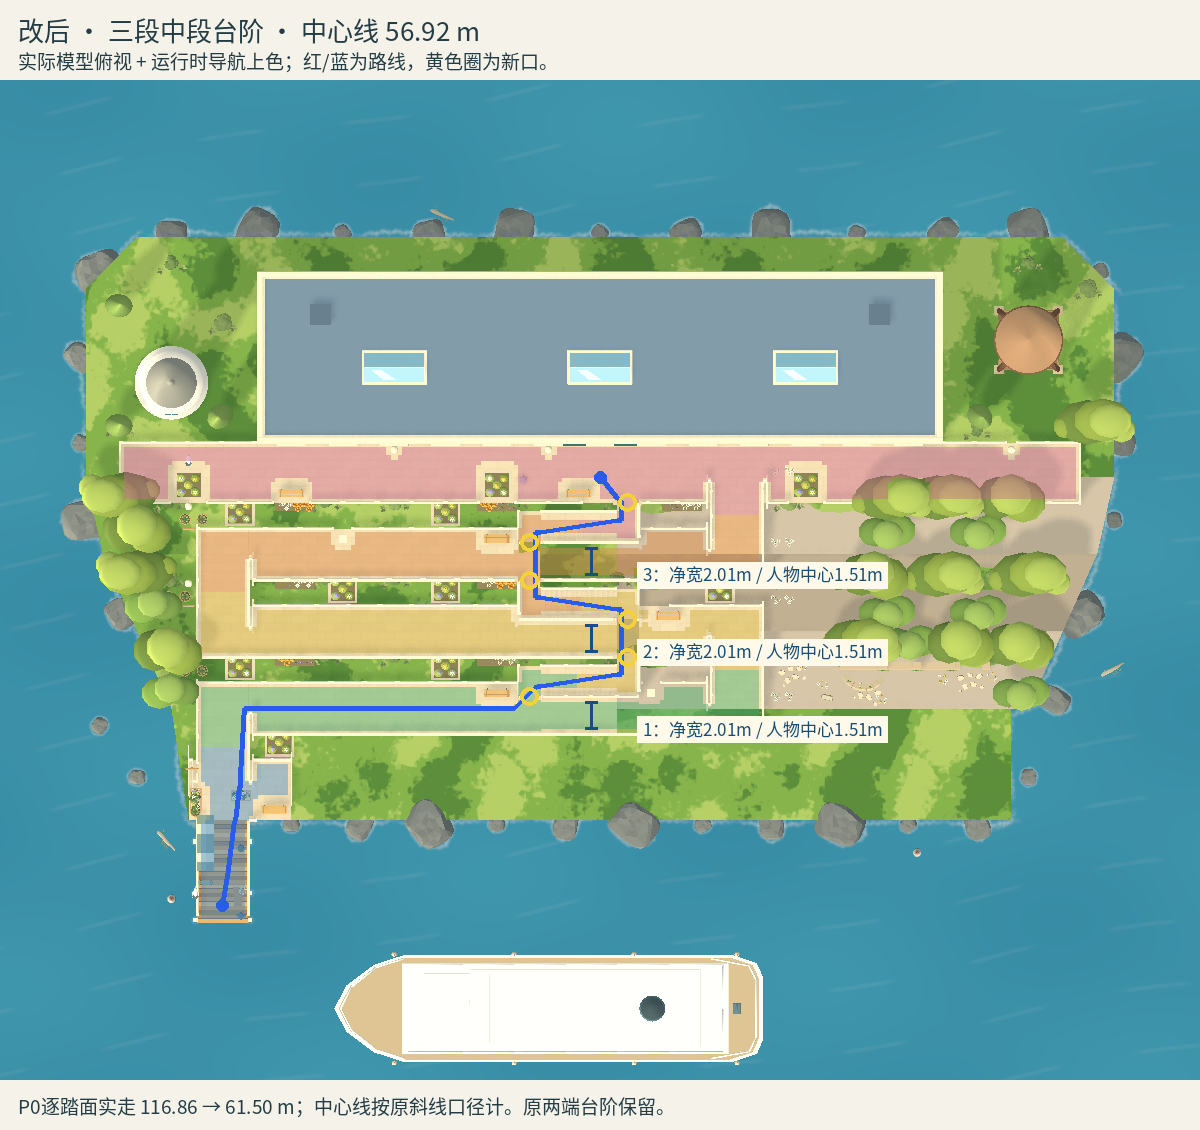 改后 · 三段中段台阶 · 中心线 56.92 m
实际模型俯视 + 运行时导航上色；红/蓝为路线，黄色圈为新口。
3：净宽2.01m / 人物中心1.51m
2：净宽2.01m / 人物中心1.51m
1：净宽2.01m / 人物中心1.51m
P0逐踏面实走 116.86 → 61.50 m；中心线按原斜线口径计。原两端台阶保留。